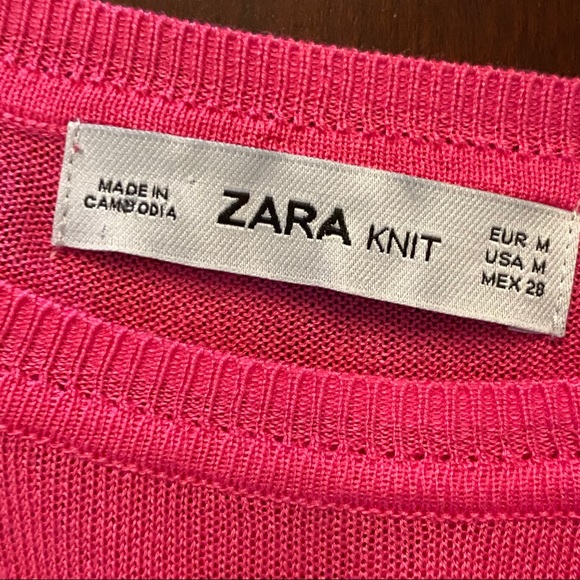 MADE IN
CAMBODIA
ZARA KNIT
EUR M
USA M
MEX 28